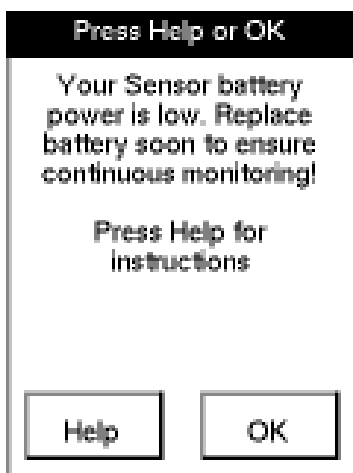 Press Help or OK
Your Sensor battery
power is low. Replace
battery soon to ensure
continuous monitoring!
Press Help for
instructions
Help
OK